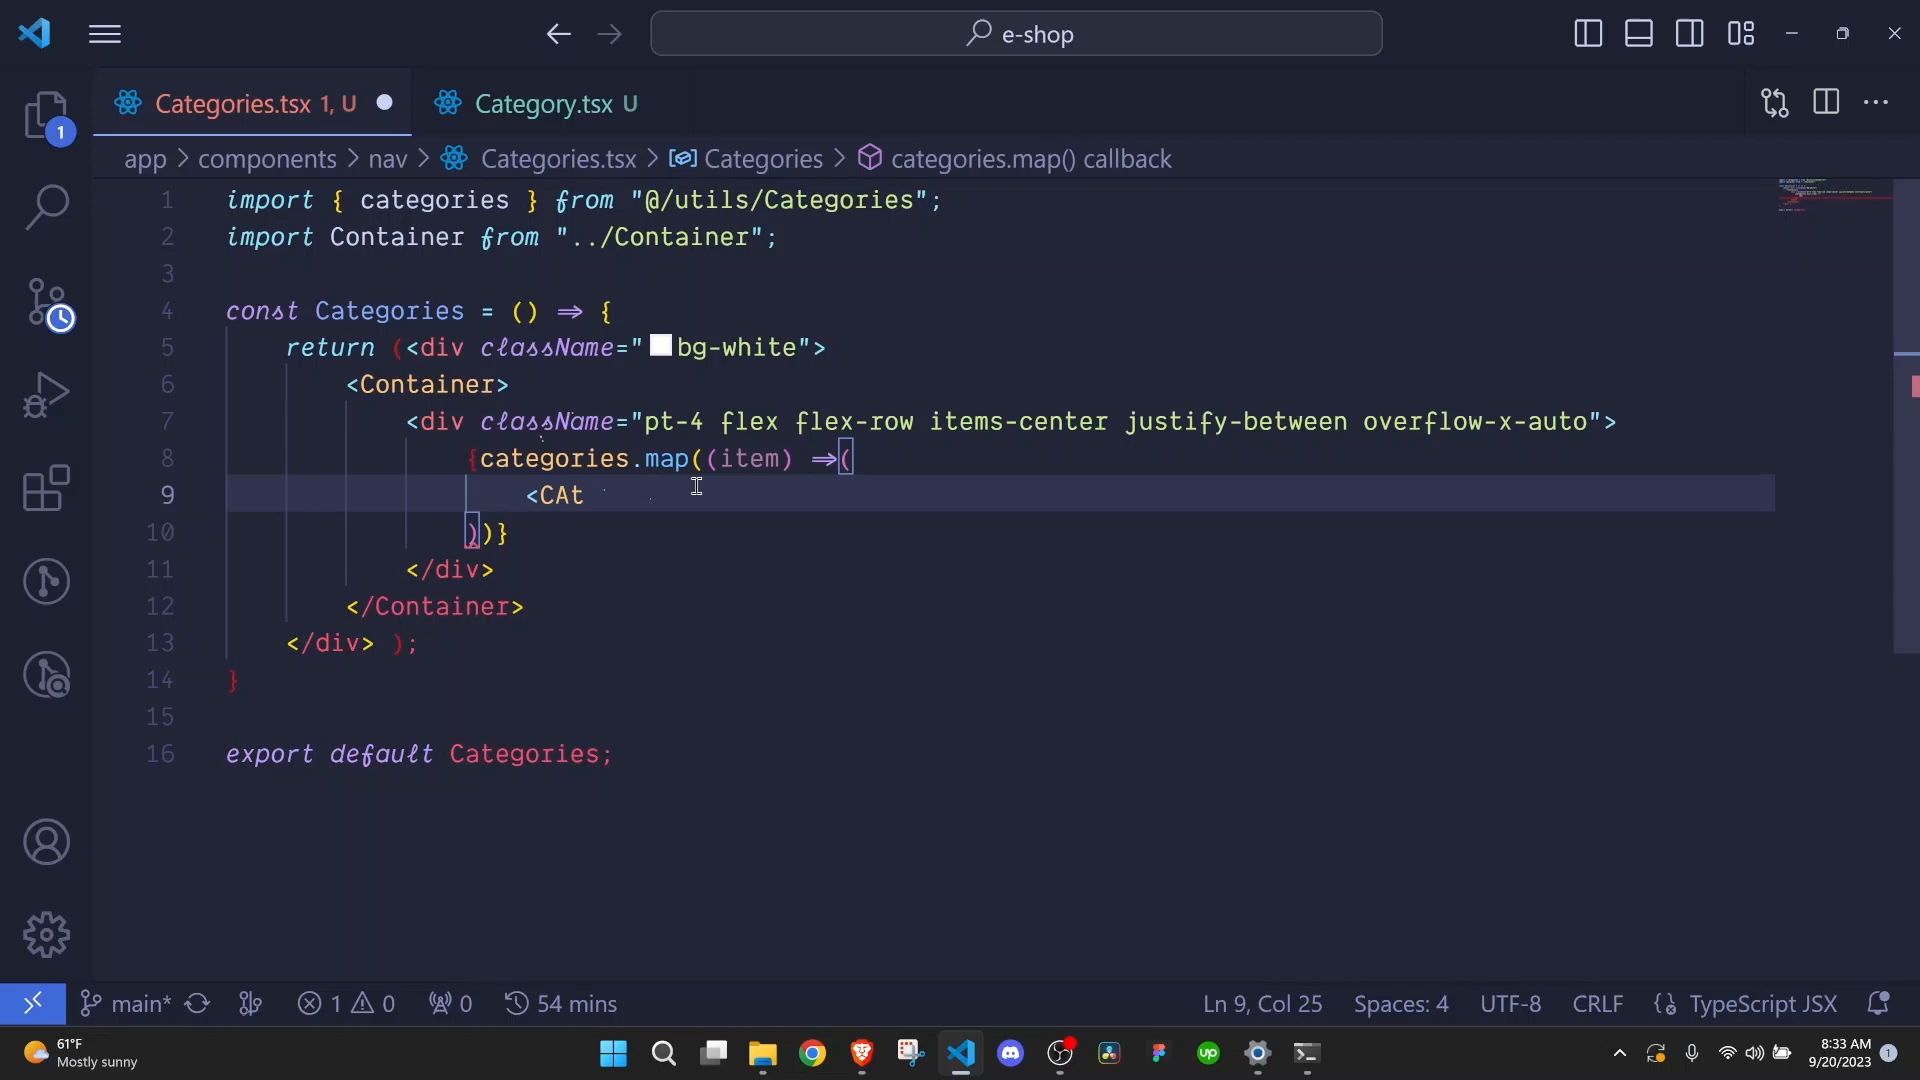 e-shop
Categories.tsx 1, U
Category.tsx U
1
app > components > nav > Categories.tsx > Categories > categories.map() callback
1 import { categories } from "@/utils/Categories";
2 import Container from "../Container";
3
4 const Categories = () => {
5 return (<div className="bg-white">
6 <Container>
7 <div className="pt-4 flex flex-row items-center justify-between overflow-x-auto">
8 {categories.map((item) =>(
9 <CAt
10 ))}
11 </div>
12 </Container>
13 </div> );
14 }
15
16 export default Categories;
main* 1 0 0 54 mins Ln 9, Col 25 Spaces: 4 UTF-8 CRLF TypeScript JSX
61°F
Mostly sunny
up
8:33 AM
9/20/2023
1